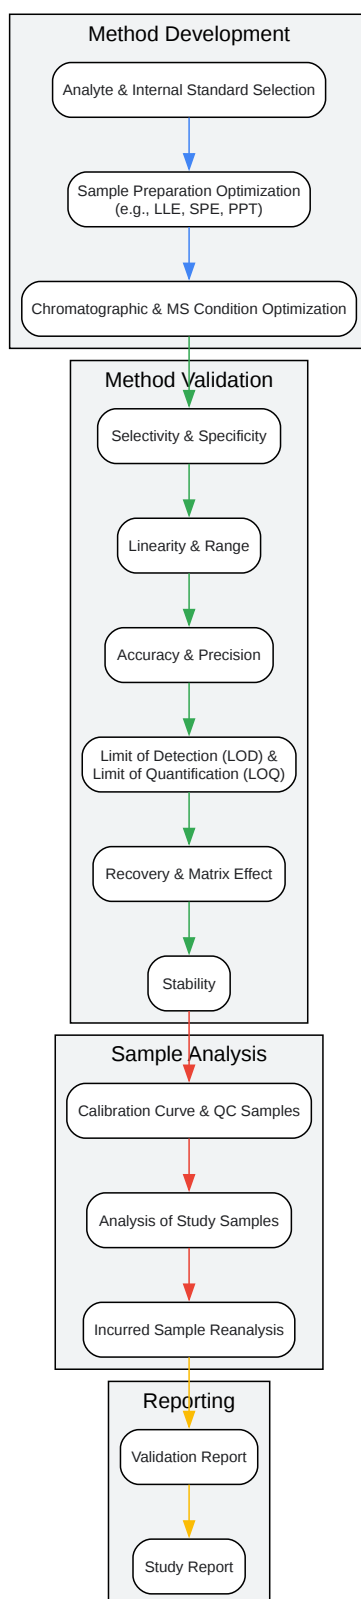 Method Development
Analyte & Internal Standard Selection
Sample Preparation Optimization
(e.g., LLE, SPE, PPT)
Chromatographic & MS Condition Optimization
Method Validation
Selectivity & Specificity
Linearity & Range
Accuracy & Precision
Limit of Detection (LOD) &
Limit of Quantification (LOQ)
Recovery & Matrix Effect
Stability
Sample Analysis
Calibration Curve & QC Samples
Analysis of Study Samples
Incurred Sample Reanalysis
Reporting
Validation Report
Study Report